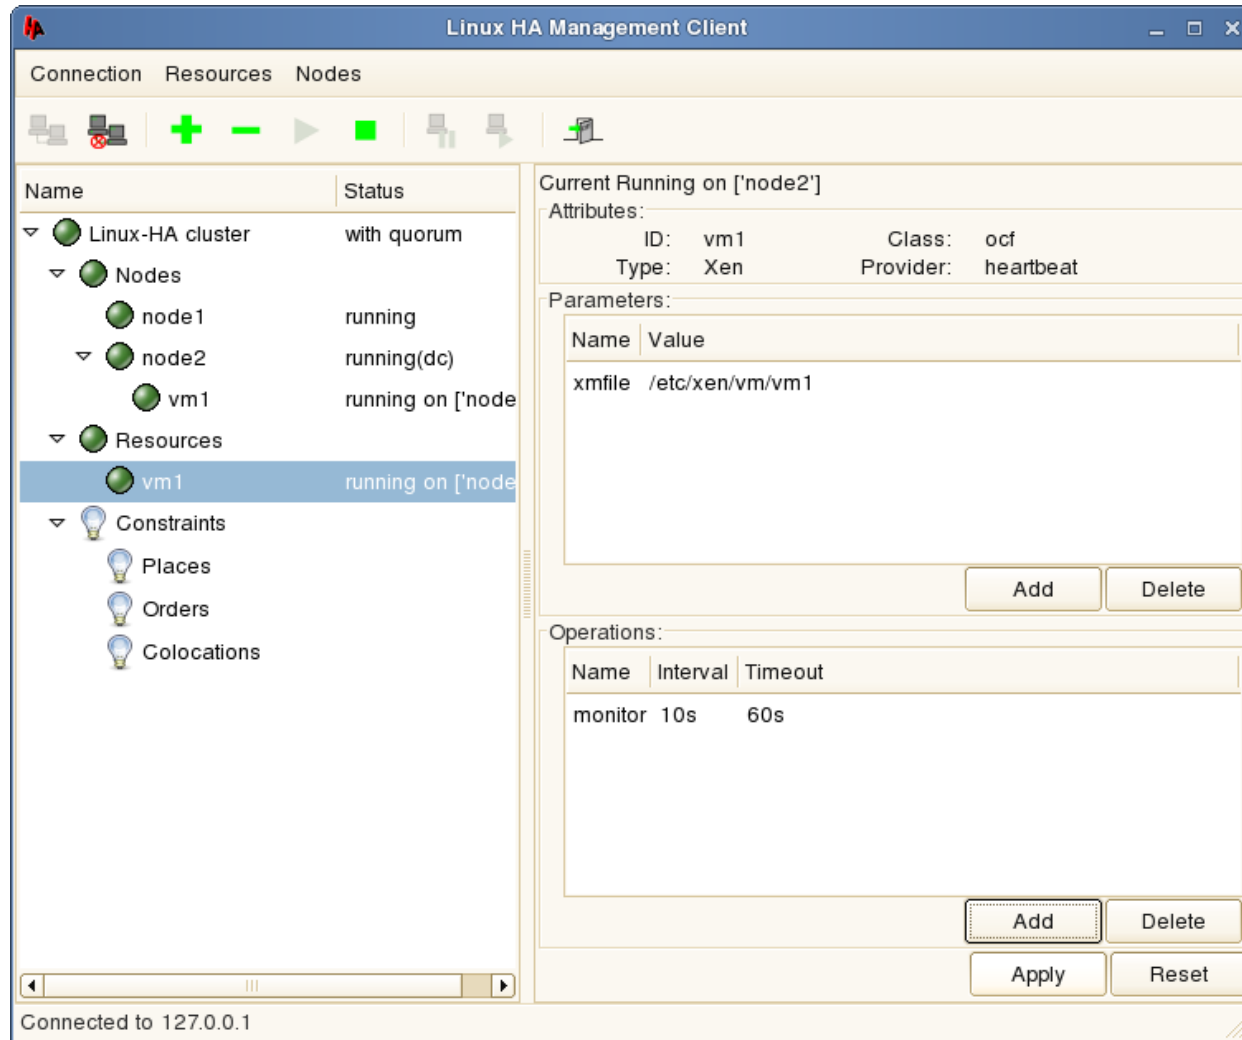 Linux HA Management Client
Connection Resources Nodes
Name Status
Linux-HA cluster with quorum
Nodes
node1 running
node2 running(dc)
vm1 running on ['node
Resources
vm1 running on ['node
Constraints
Places
Orders
Colocations
Current Running on ['node2']
Attributes:
ID: vm1 Class: ocf
Type: Xen Provider: heartbeat
Parameters:
Name Value
xmfile /etc/xen/vm/vm1
Add Delete
Operations:
Name Interval Timeout
monitor 10s 60s
Add Delete
Apply Reset
Connected to 127.0.0.1